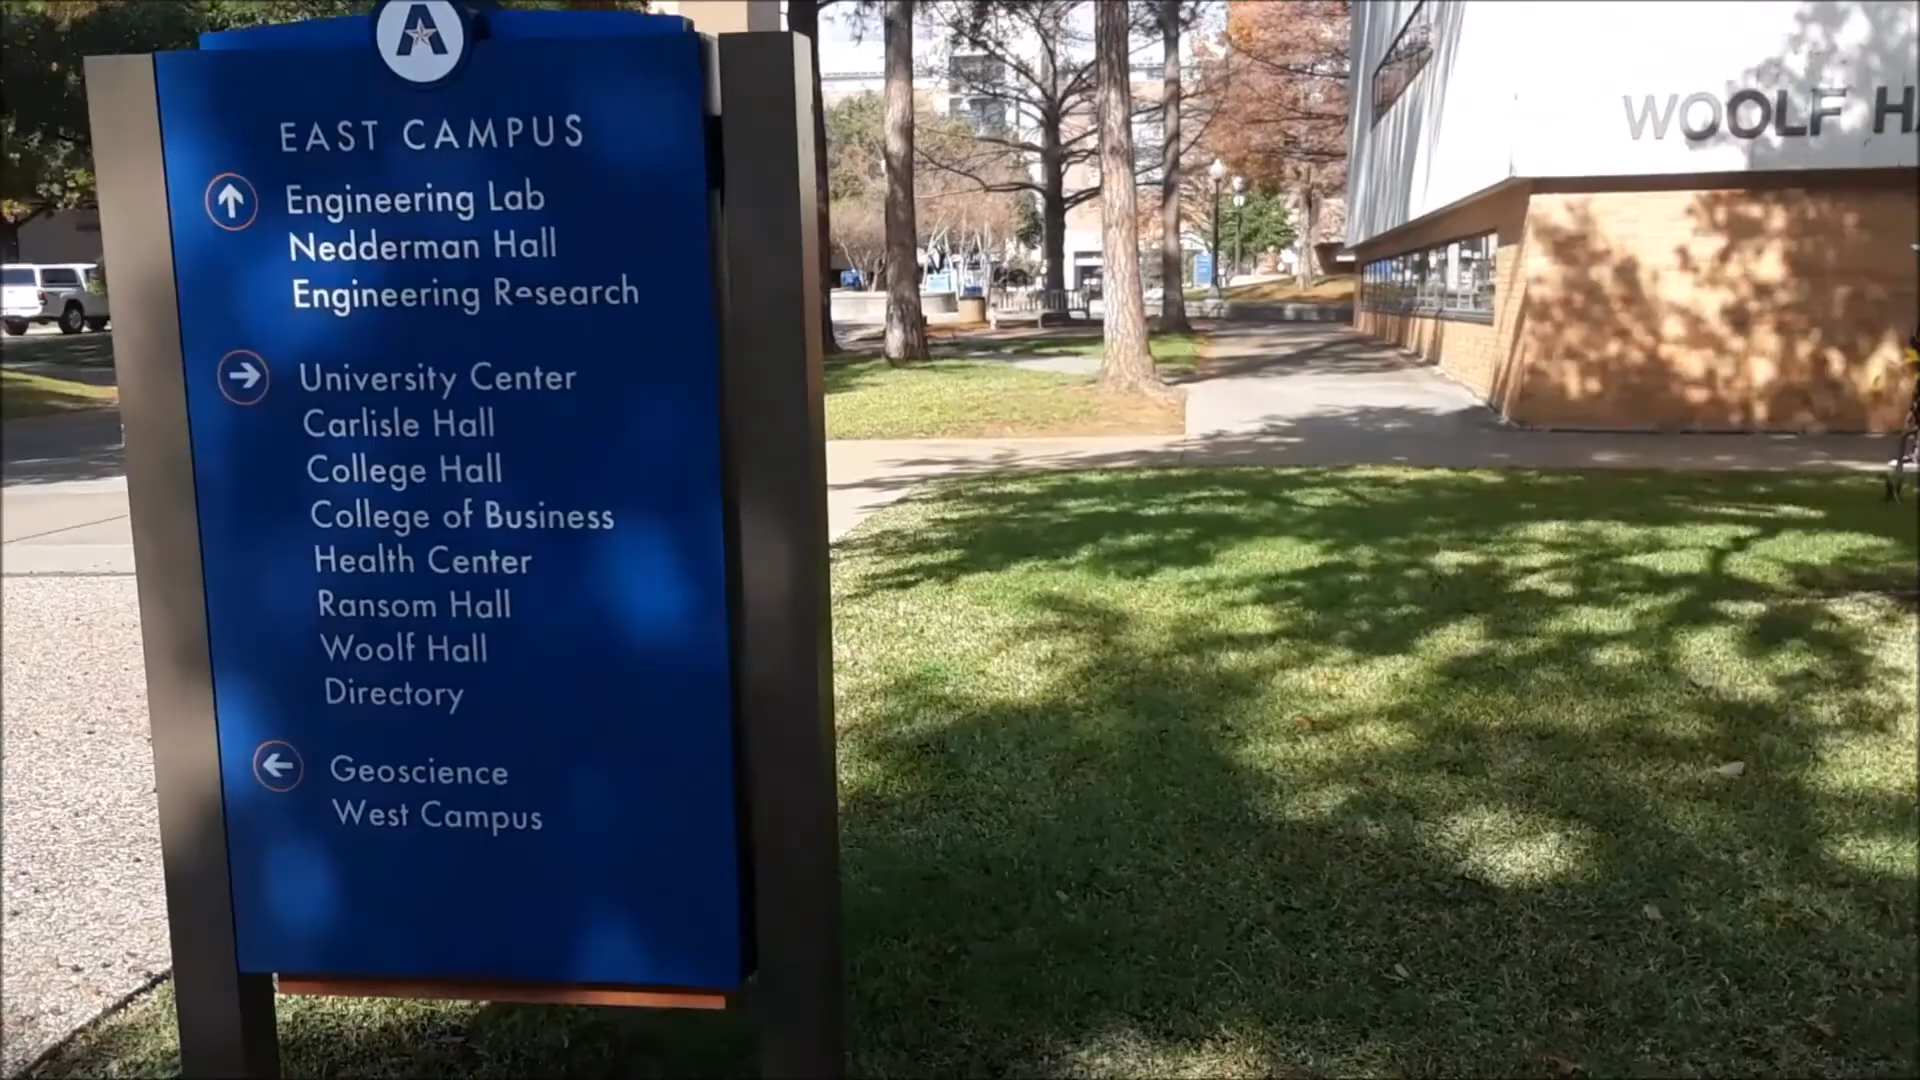 A
EAST CAMPUS
Engineering Lab
Nedderman Hall
Engineering Research
University Center
Carlisle Hall
College Hall
College of Business
Health Center
Ransom Hall
Woolf Hall
Directory
Geoscience
West Campus
WOOLF HA